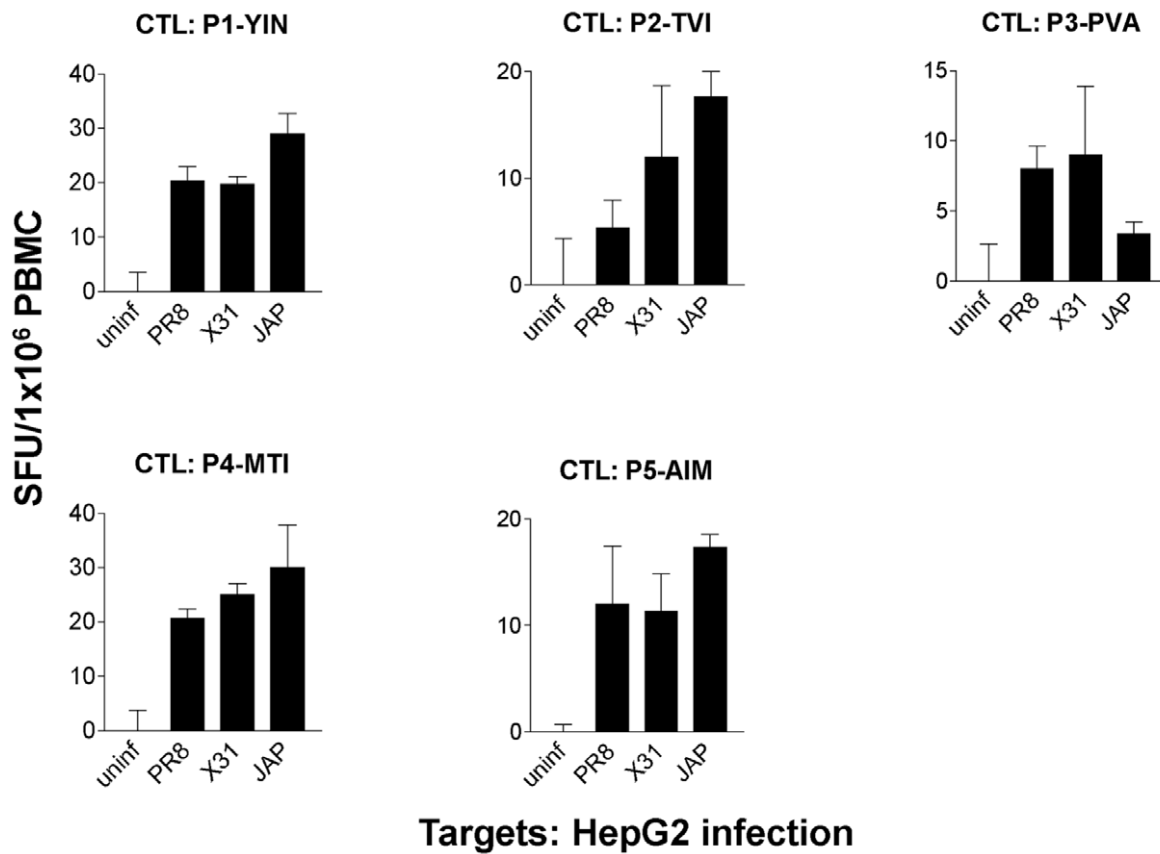 CTL: P1-YIN
CTL: P2-TVI
CTL: P3-PVA
SFU/1x10⁶ PBMC
40
30
20
10
0
uninf
PR8
X31
JAP
20
10
0
uninf
PR8
X31
JAP
15
10
5
0
uninf
PR8
X31
JAP
CTL: P4-MTI
CTL: P5-AIM
40
30
20
10
0
uninf
PR8
X31
JAP
20
10
0
uninf
PR8
X31
JAP
Targets: HepG2 infection